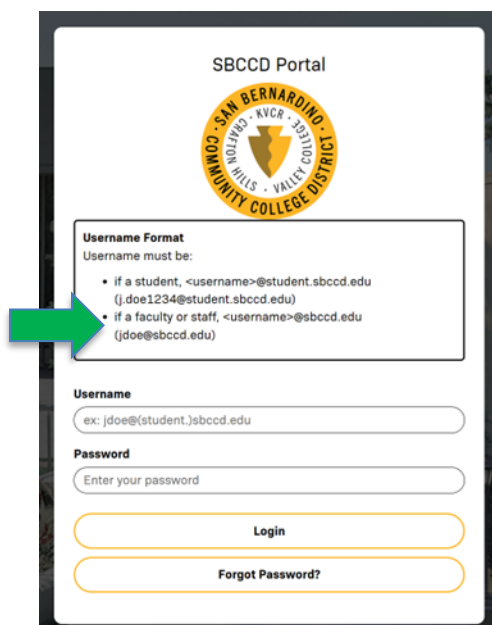 SBCCD Portal
SAN BERNARDINO
COMMUNITY COLLEGE DISTRICT
KVCR
CRAFTON HILLS · VALLEY COLLEGE
Username Format
Username must be:
• if a student, <username>@student.sbccd.edu
(j.doe1234@student.sbccd.edu)
• if a faculty or staff, <username>@sbccd.edu
(jdoe@sbccd.edu)
Username
ex: jdoe@(student.)sbccd.edu
Password
Enter your password
Login
Forgot Password?